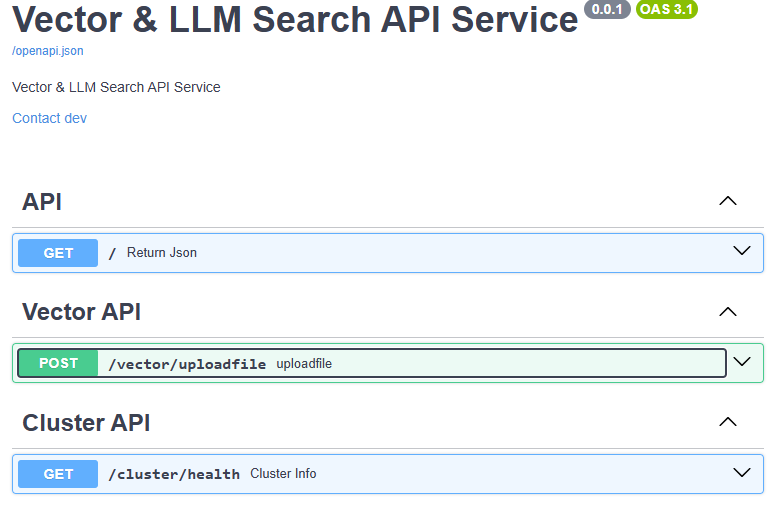 Vector & LLM Search API Service 0.0.1 OAS 3.1
/openapi.json
Vector & LLM Search API Service
Contact dev
API
GET / Return Json
Vector API
POST /vector/uploadfile uploadfile
Cluster API
GET /cluster/health Cluster Info